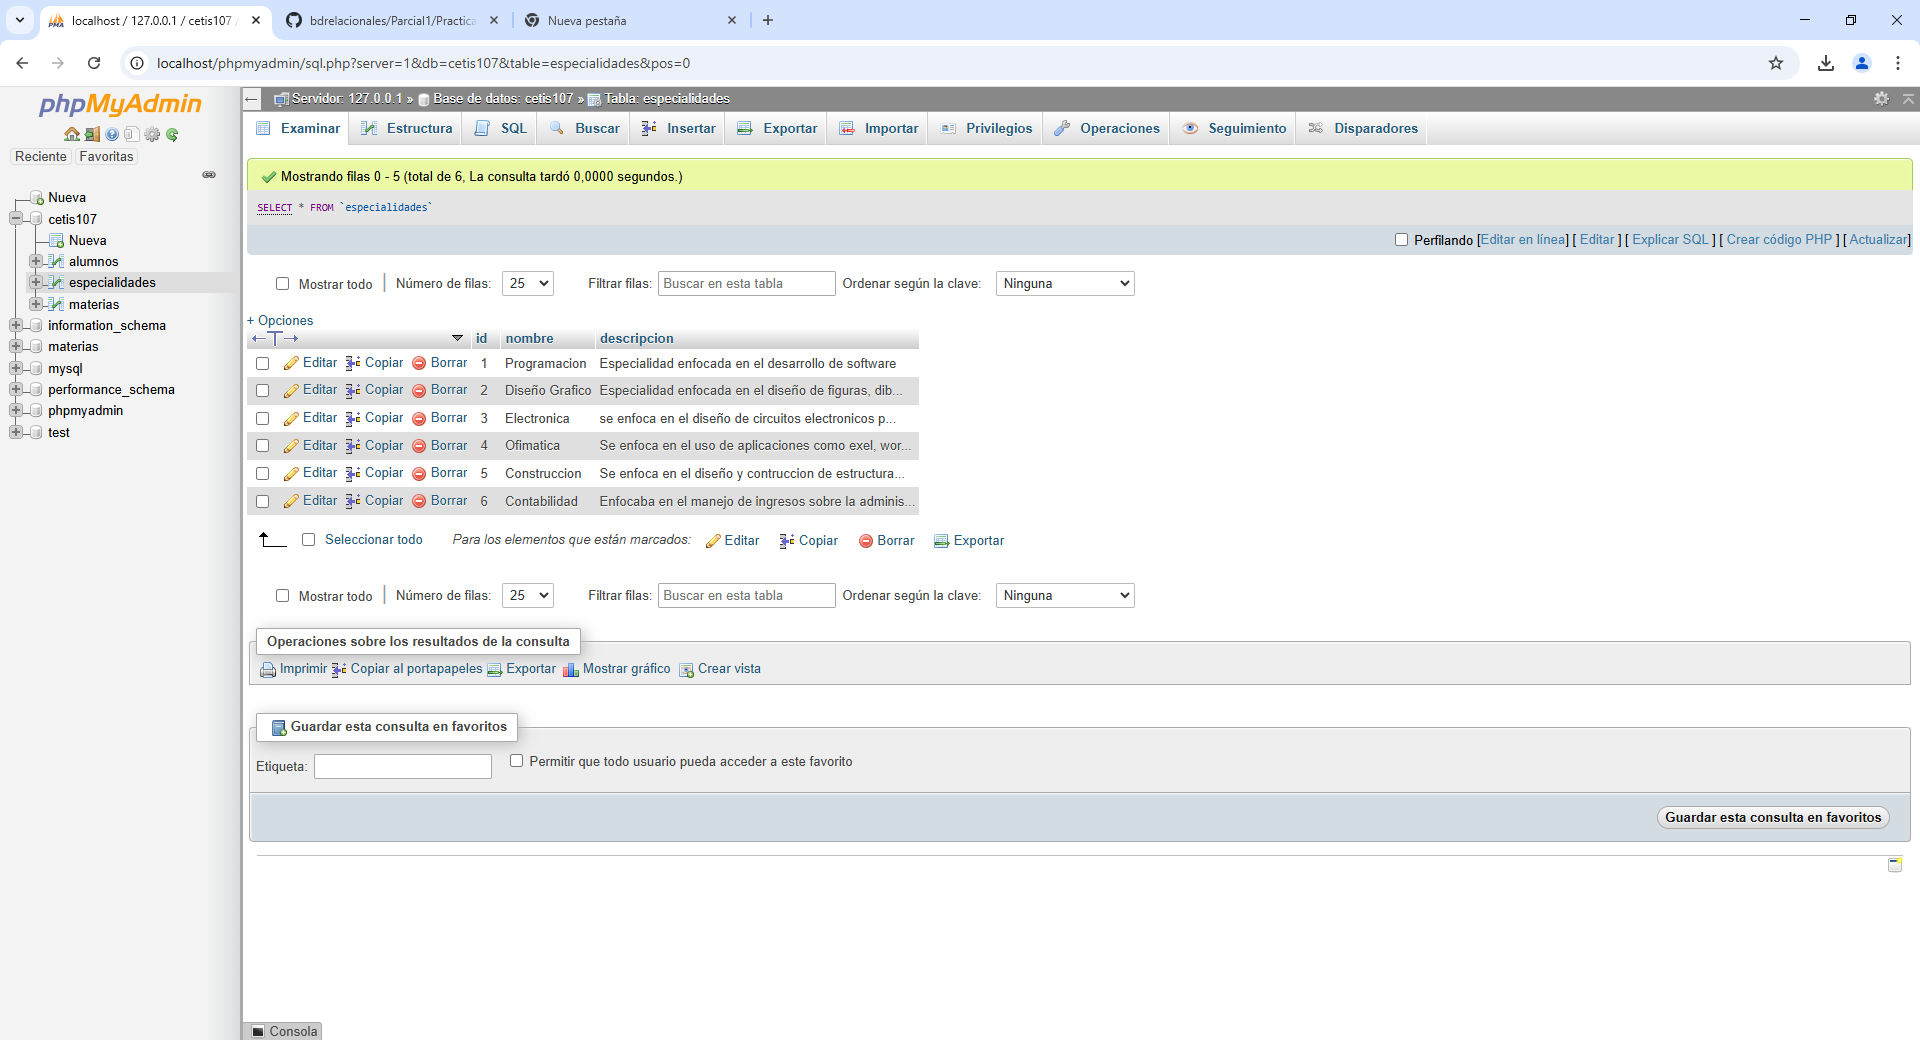 localhost / 127.0.0.1 / cetis107
bdrelacionales/Parcial1/Practica
Nueva pestaña
localhost/phpmyadmin/sql.php?server=1&db=cetis107&table=especialidades&pos=0
phpMyAdmin
Reciente Favoritas
Nueva
cetis107
Nueva
alumnos
especialidades
materias
information_schema
materias
mysql
performance_schema
phpmyadmin
test
Servidor: 127.0.0.1 » Base de datos: cetis107 » Tabla: especialidades
Examinar Estructura SQL Buscar Insertar Exportar Importar Privilegios Operaciones Seguimiento Disparadores
Mostrando filas 0 - 5 (total de 6, La consulta tardó 0,0000 segundos.)
SELECT * FROM `especialidades`
Perfilando [Editar en línea] [ Editar ] [ Explicar SQL ] [ Crear código PHP ] [ Actualizar]
Mostrar todo | Número de filas: 25 Filtrar filas: Buscar en esta tabla Ordenar según la clave: Ninguna
+ Opciones
←T→ id nombre descripcion
Editar Copiar Borrar 1 Programacion Especialidad enfocada en el desarrollo de software
Editar Copiar Borrar 2 Diseño Grafico Especialidad enfocada en el diseño de figuras, dib...
Editar Copiar Borrar 3 Electronica se enfoca en el diseño de circuitos electronicos p...
Editar Copiar Borrar 4 Ofimatica Se enfoca en el uso de aplicaciones como exel, wor...
Editar Copiar Borrar 5 Construccion Se enfoca en el diseño y contruccion de estructura...
Editar Copiar Borrar 6 Contabilidad Enfocaba en el manejo de ingresos sobre la adminis...
Seleccionar todo Para los elementos que están marcados: Editar Copiar Borrar Exportar
Mostrar todo | Número de filas: 25 Filtrar filas: Buscar en esta tabla Ordenar según la clave: Ninguna
Operaciones sobre los resultados de la consulta
Imprimir Copiar al portapapeles Exportar Mostrar gráfico Crear vista
Guardar esta consulta en favoritos
Etiqueta: Permitir que todo usuario pueda acceder a este favorito
Guardar esta consulta en favoritos
Consola